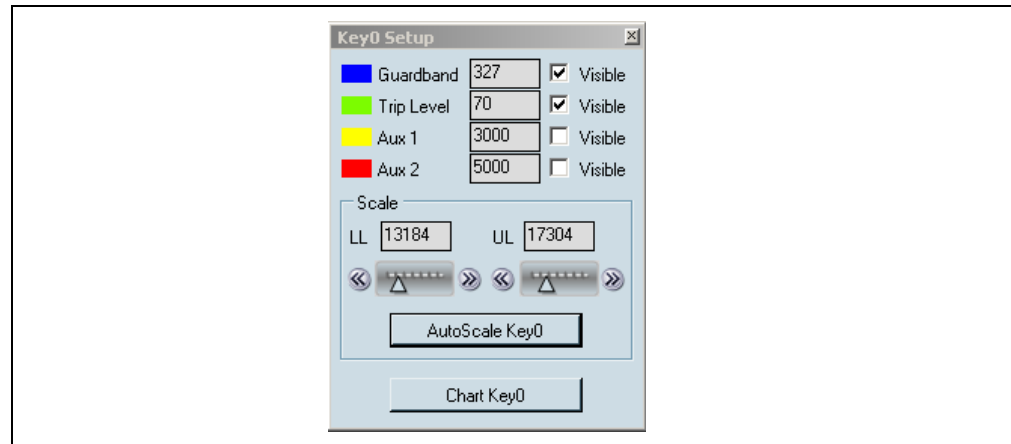 Key0 Setup
Guardband 327 Visible
Trip Level 70 Visible
Aux 1 3000 Visible
Aux 2 5000 Visible
Scale
LL 13184 UL 17304
AutoScale Key0
Chart Key0